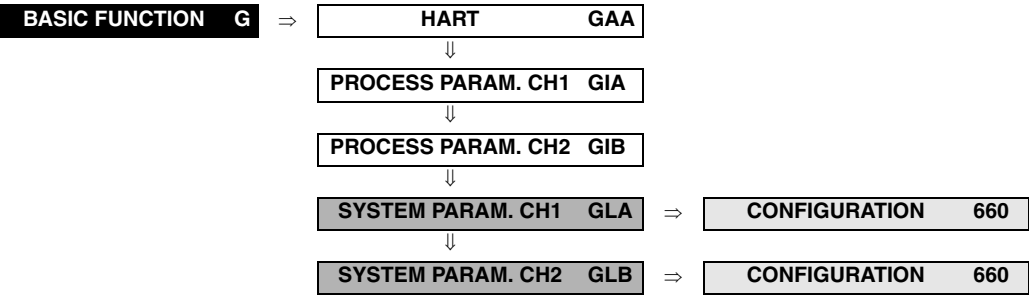 BASIC FUNCTION G ⇒ HART GAA
⇓
PROCESS PARAM. CH1 GIA
⇓
PROCESS PARAM. CH2 GIB
⇓
SYSTEM PARAM. CH1 GLA ⇒ CONFIGURATION 660
⇓
SYSTEM PARAM. CH2 GLB ⇒ CONFIGURATION 660